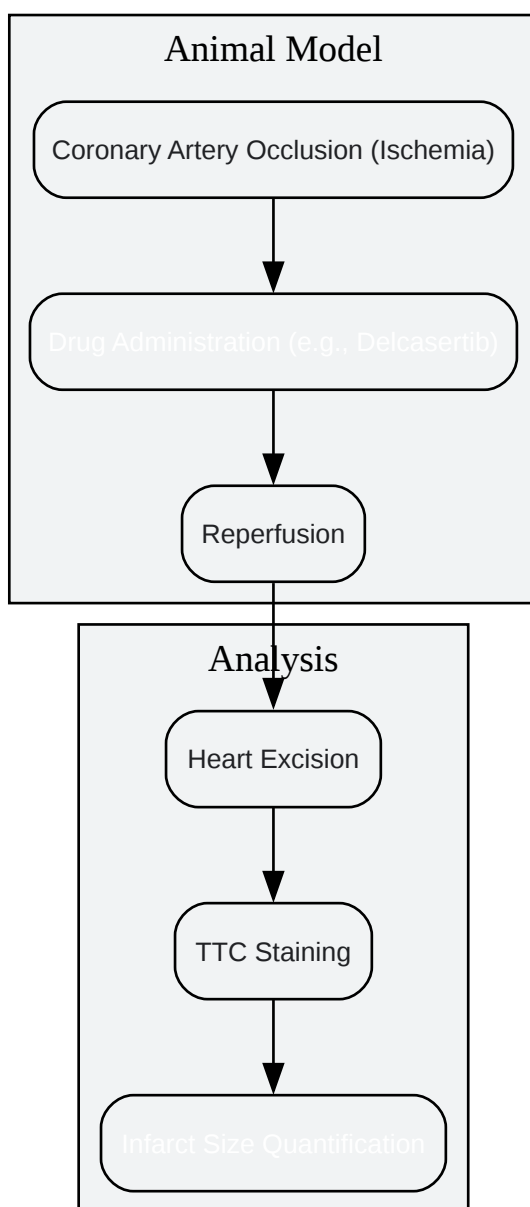 Animal Model
Coronary Artery Occlusion (Ischemia)
Drug Administration (e.g., Delcasertib)
Reperfusion
Analysis
Heart Excision
TTC Staining
Infarct Size Quantification